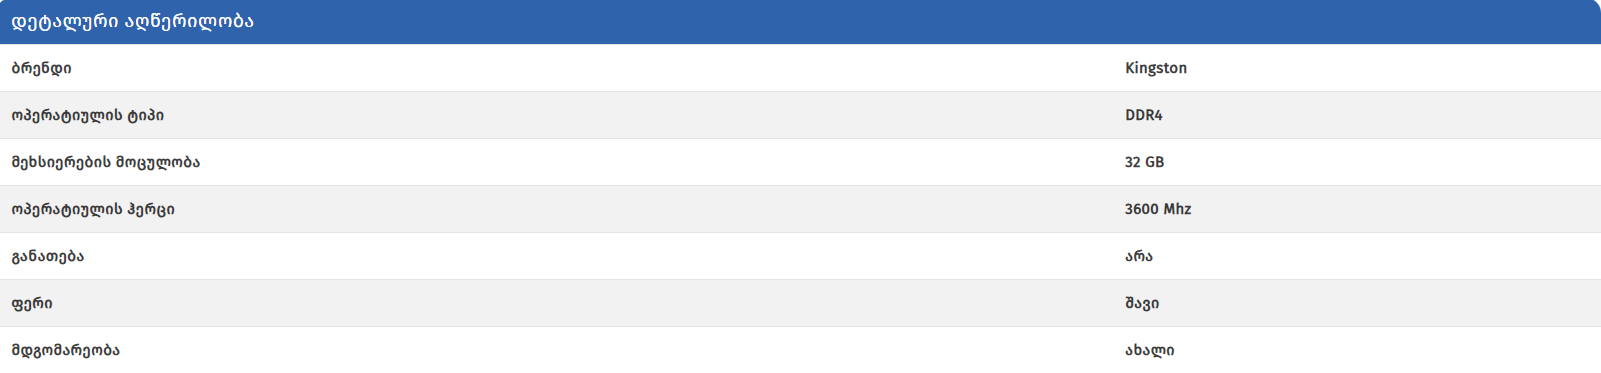 დეტალური აღწერილობა
ბრენდი Kingston
ოპერატიულის ტიპი DDR4
მეხსიერების მოცულობა 32 GB
ოპერატიულის ჰერცი 3600 Mhz
განათება არა
ფერი შავი
მდგომარეობა ახალი